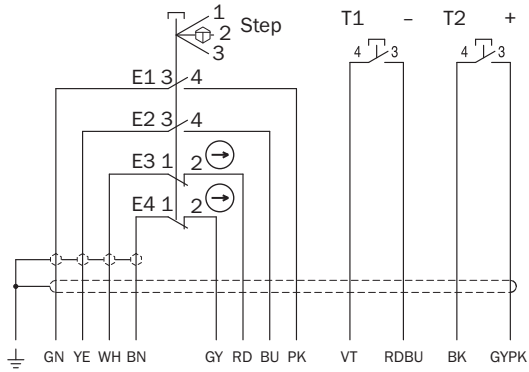 1
2 Step
3
T1 – T2 +
4 3 4 3
E1 3 4
E2 3 4
E3 1 2
E4 1 2
GN YE WH BN GY RD BU PK VT RDBU BK GYPK